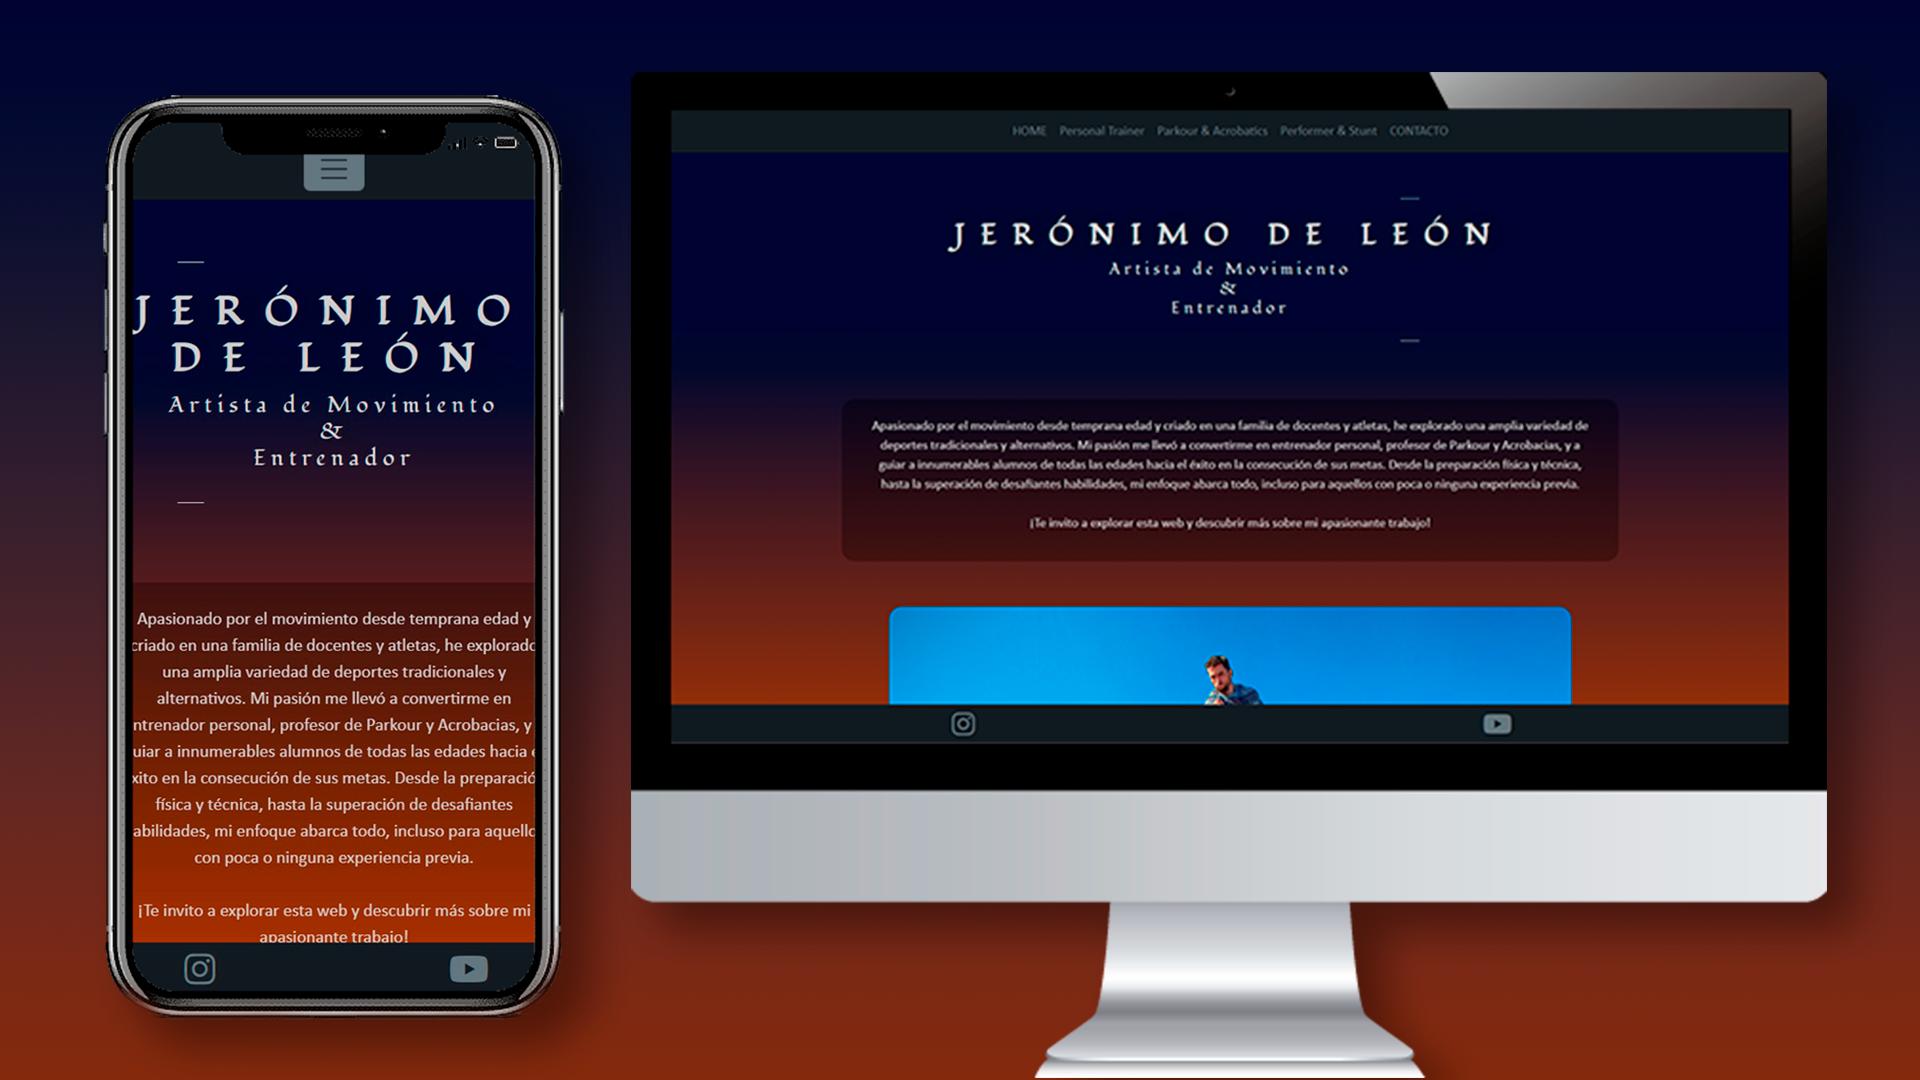 JERÓNIMO
DE LEÓN
Artista de Movimiento
&
Entrenador
Apasionado por el movimiento desde temprana edad y
criado en una familia de docentes y atletas, he explorado
una amplia variedad de deportes tradicionales y
alternativos. Mi pasión me llevó a convertirme en
ntrenador personal, profesor de Parkour y Acrobacias, y
uiar a innumerables alumnos de todas las edades hacia e
xito en la consecución de sus metas. Desde la preparació
física y técnica, hasta la superación de desafiantes
abilidades, mi enfoque abarca todo, incluso para aquello
con poca o ninguna experiencia previa.
¡Te invito a explorar esta web y descubrir más sobre mi
apasionante trabajo!
HOME Personal Trainer Parkour & Acrobatics Performer & Stunt CONTACTO
JERÓNIMO DE LEÓN
Artista de Movimiento
&
Entrenador
Apasionado por el movimiento desde temprana edad y criado en una familia de docentes y atletas, he explorado una amplia variedad de
deportes tradicionales y alternativos. Mi pasión me llevó a convertirme en entrenador personal, profesor de Parkour y Acrobacias, y a
guiar a innumerables alumnos de todas las edades hacia el éxito en la consecución de sus metas. Desde la preparación física y técnica,
hasta la superación de desafiantes habilidades, mi enfoque abarca todo, incluso para aquellos con poca o ninguna experiencia previa.
¡Te invito a explorar esta web y descubrir más sobre mi apasionante trabajo!